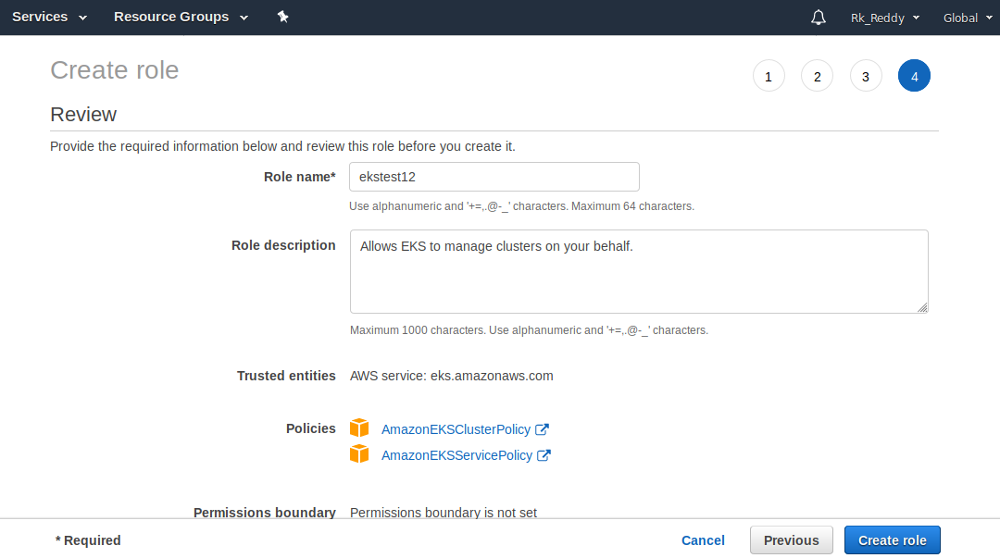 Services Resource Groups Rk_Reddy Global
Create role 1 2 3 4
Review
Provide the required information below and review this role before you create it.
Role name* ekstest12
Use alphanumeric and '+=,.@-_' characters. Maximum 64 characters.
Role description Allows EKS to manage clusters on your behalf.
Maximum 1000 characters. Use alphanumeric and '+=,.@-_' characters.
Trusted entities AWS service: eks.amazonaws.com
Policies AmazonEKSClusterPolicy
AmazonEKSServicePolicy
Permissions boundary Permissions boundary is not set
* Required Cancel Previous Create role